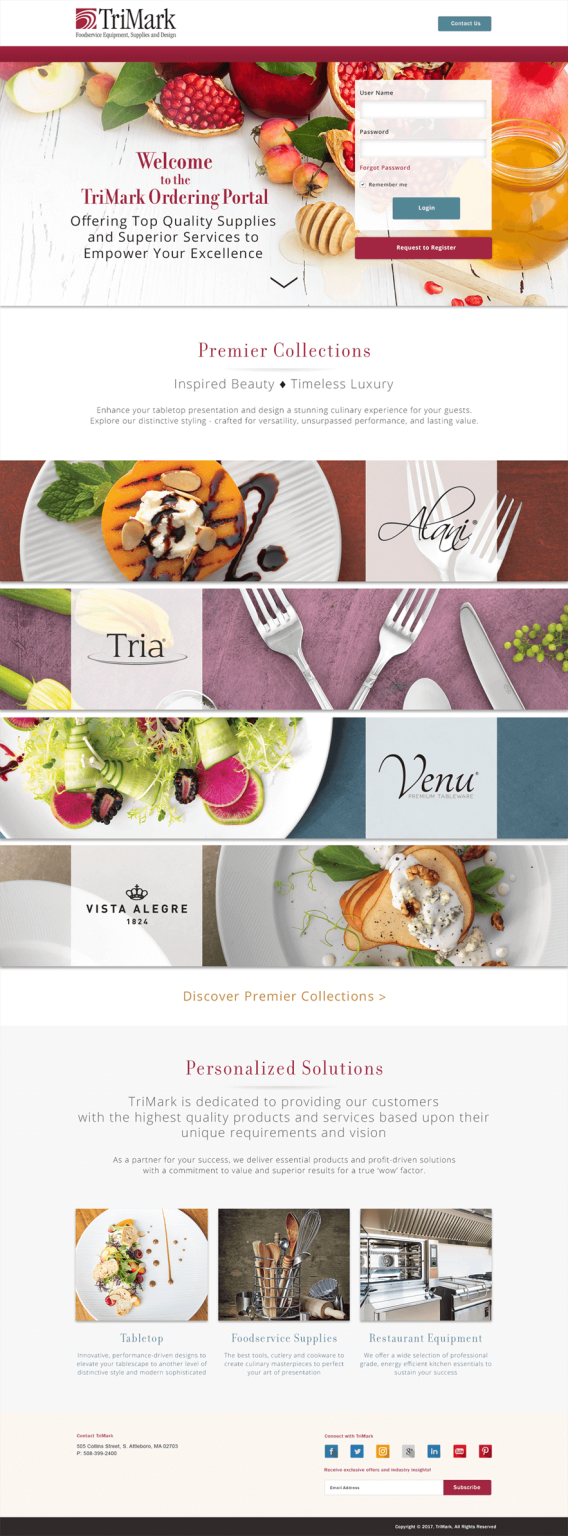 TriMark
Foodservice Equipment, Supplies and Design
Contact Us
Welcome
to the
TriMark Ordering Portal
Offering Top Quality Supplies
and Superior Services to
Empower Your Excellence
User Name
Password
Forgot Password
Remember me
Login
Request to Register
Premier Collections
Inspired Beauty ♦ Timeless Luxury
Enhance your tabletop presentation and design a stunning culinary experience for your guests.
Explore our distinctive styling - crafted for versatility, unsurpassed performance, and lasting value.
Alani®
Tria®
Venu®
PREMIUM TABLEWARE
VISTA ALEGRE
1824
Discover Premier Collections >
Personalized Solutions
TriMark is dedicated to providing our customers
with the highest quality products and services based upon their
unique requirements and vision
As a partner for your success, we deliver essential products and profit-driven solutions
with a commitment to value and superior results for a true 'wow' factor.
Tabletop
Innovative, performance-driven designs to
elevate your tablescape to another level of
distinctive style and modern sophisticated
Foodservice Supplies
The best tools, cutlery and cookware to
create culinary masterpieces to perfect
your art of presentation.
Restaurant Equipment
We offer a wide selection of professional
grade, energy efficient kitchen essentials to
sustain your success.
Contact TriMark
505 Collins Street, S. Attleboro, MA 02703
P: 508-399-2400
Connect with TriMark
Receive exclusive offers and industry insights!
Email Address
Subscribe
Copyright © 2017, TriMark. All Rights Reserved